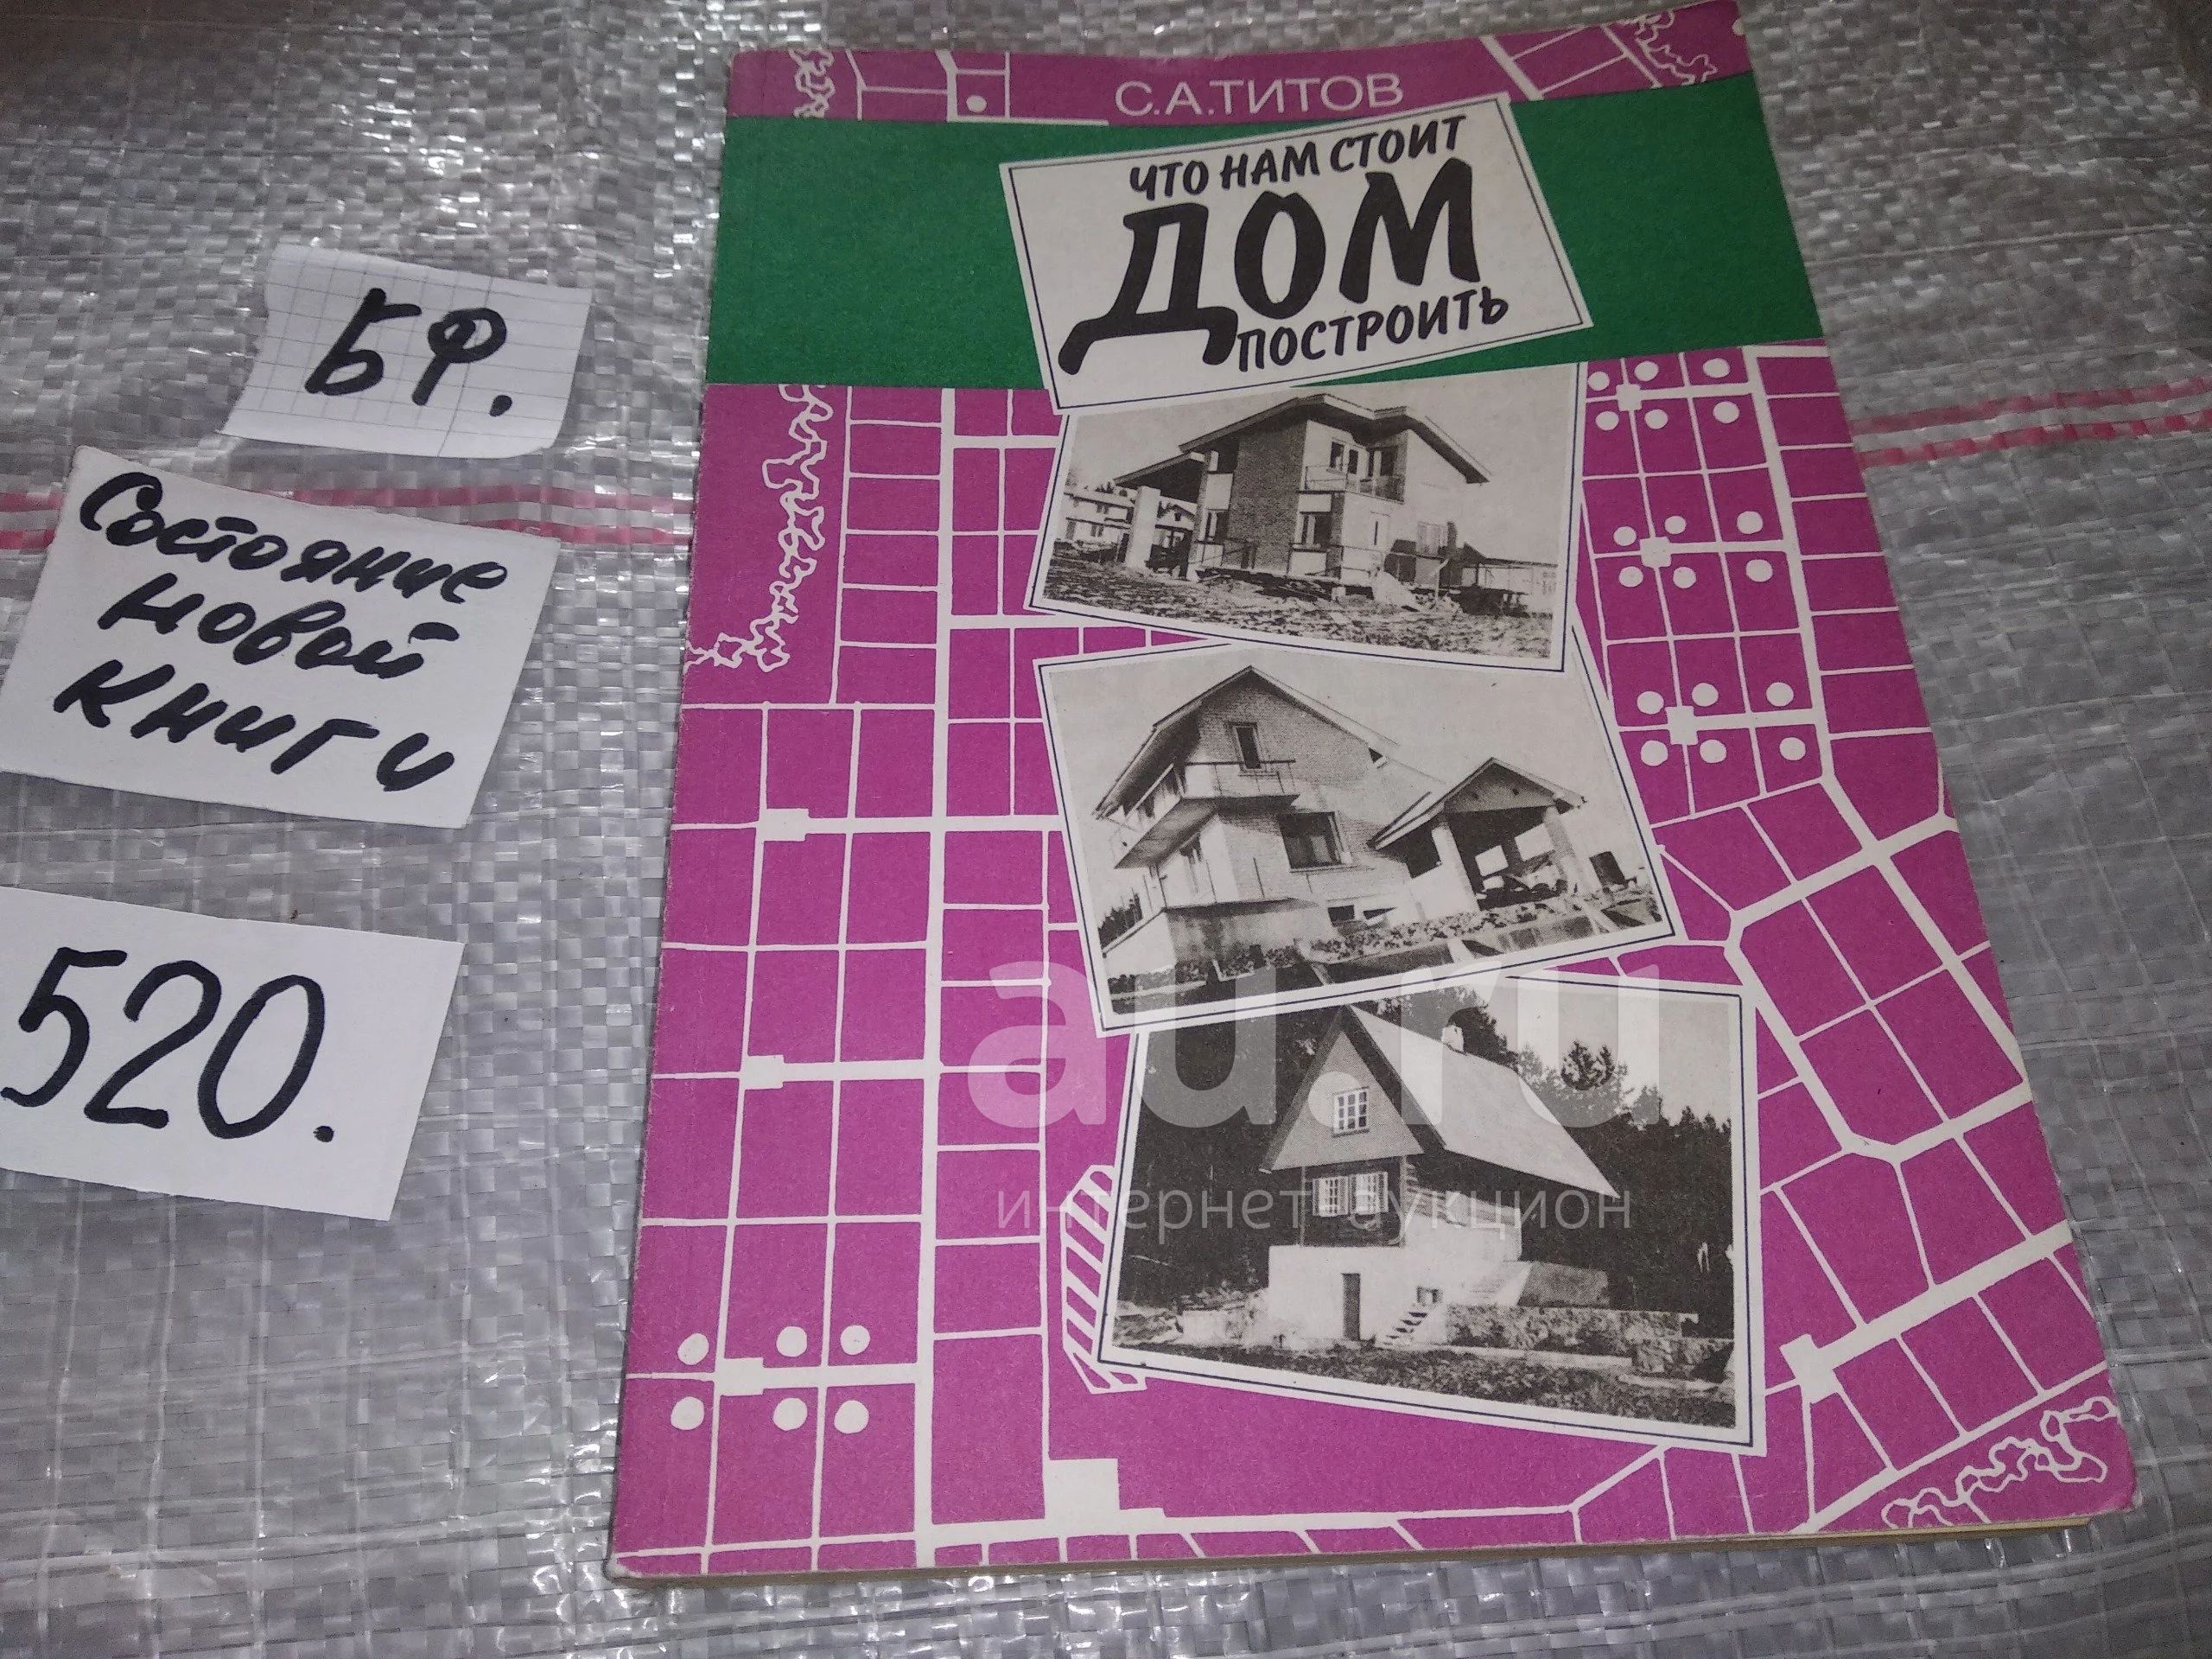 С.А.ТИТОВ
ЧТО НАМ СТОИТ
ДОМ
ПОСТРОИТЬ
БФ.
Состояние
новой
книги
520.
au.ru
интернет аукцион